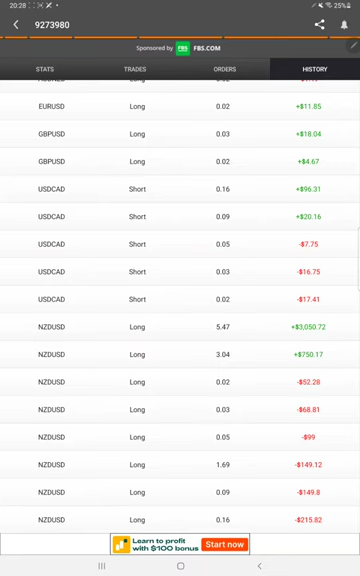 20:28 25%
9273980
Sponsored by FBS FBS.COM
STATS TRADES ORDERS HISTORY
EURUSD Long 0.02 +$11.85
GBPUSD Long 0.03 +$18.04
GBPUSD Long 0.02 +$4.67
USDCAD Short 0.16 +$96.31
USDCAD Short 0.09 +$20.16
USDCAD Short 0.05 -$7.75
USDCAD Short 0.03 -$16.75
USDCAD Short 0.02 -$17.41
NZDUSD Long 5.47 +$3,050.72
NZDUSD Long 3.04 +$750.17
NZDUSD Long 0.02 -$52.28
NZDUSD Long 0.03 -$68.81
NZDUSD Long 0.05 -$99
NZDUSD Long 1.69 -$149.12
NZDUSD Long 0.09 -$149.8
NZDUSD Long 0.16 -$215.82
Learn to profit
with $100 bonus
Start now